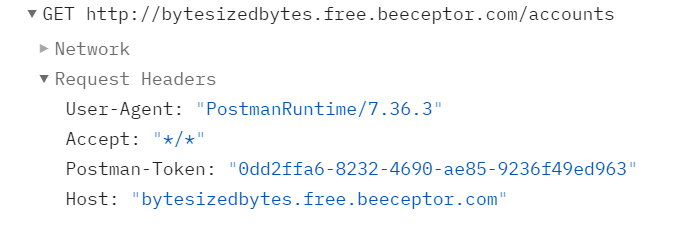 GET http://bytesizedbytes.free.beeceptor.com/accounts
Network
Request Headers
User-Agent: "PostmanRuntime/7.36.3"
Accept: "*/*"
Postman-Token: "0dd2ffa6-8232-4690-ae85-9236f49ed963"
Host: "bytesizedbytes.free.beeceptor.com"